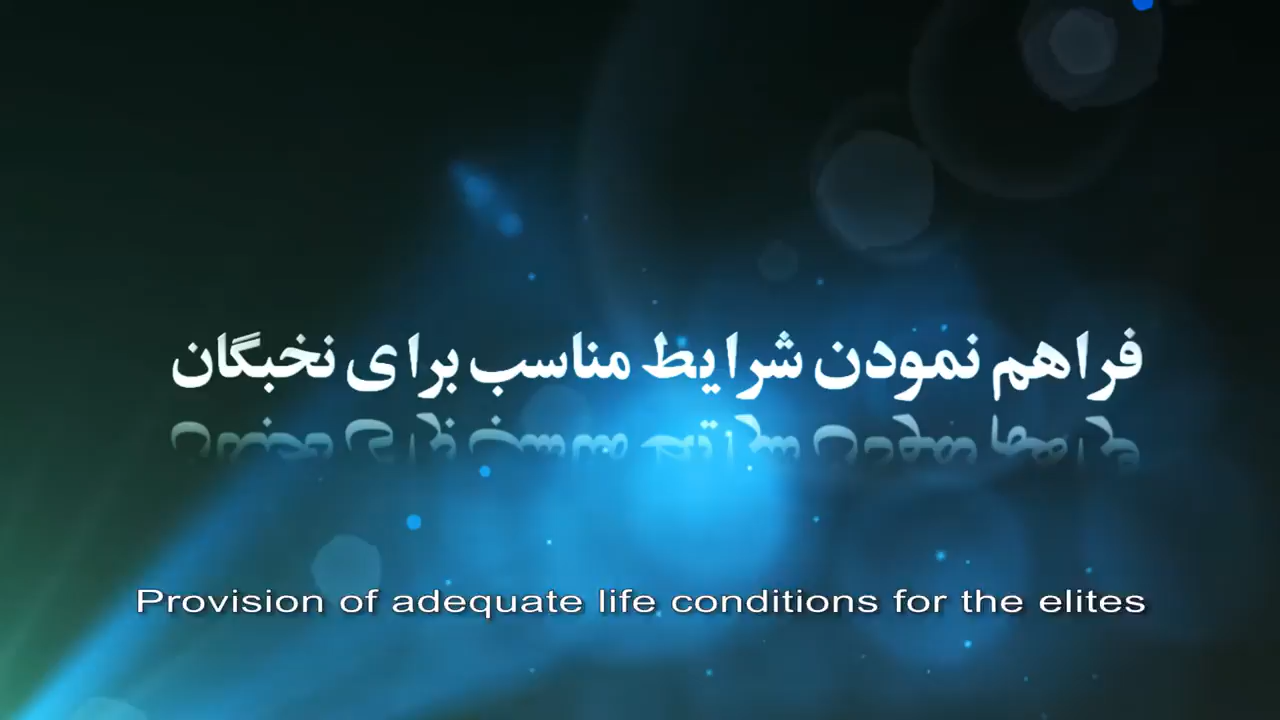 فراهم نمودن شرایط مناسب برای نخبگان
Provision of adequate life conditions for the elites